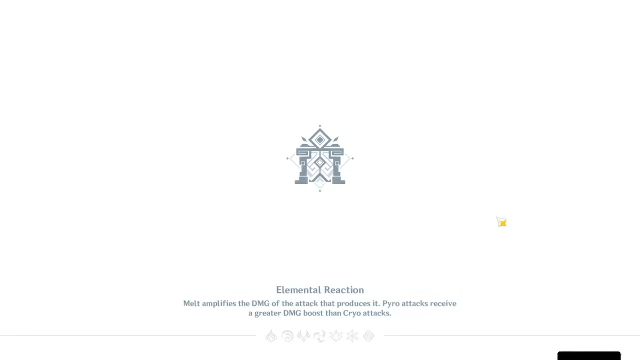 Elemental Reaction
Melt amplifies the DMG of the attack that produces it. Pyro attacks receive
a greater DMG boost than Cryo attacks.